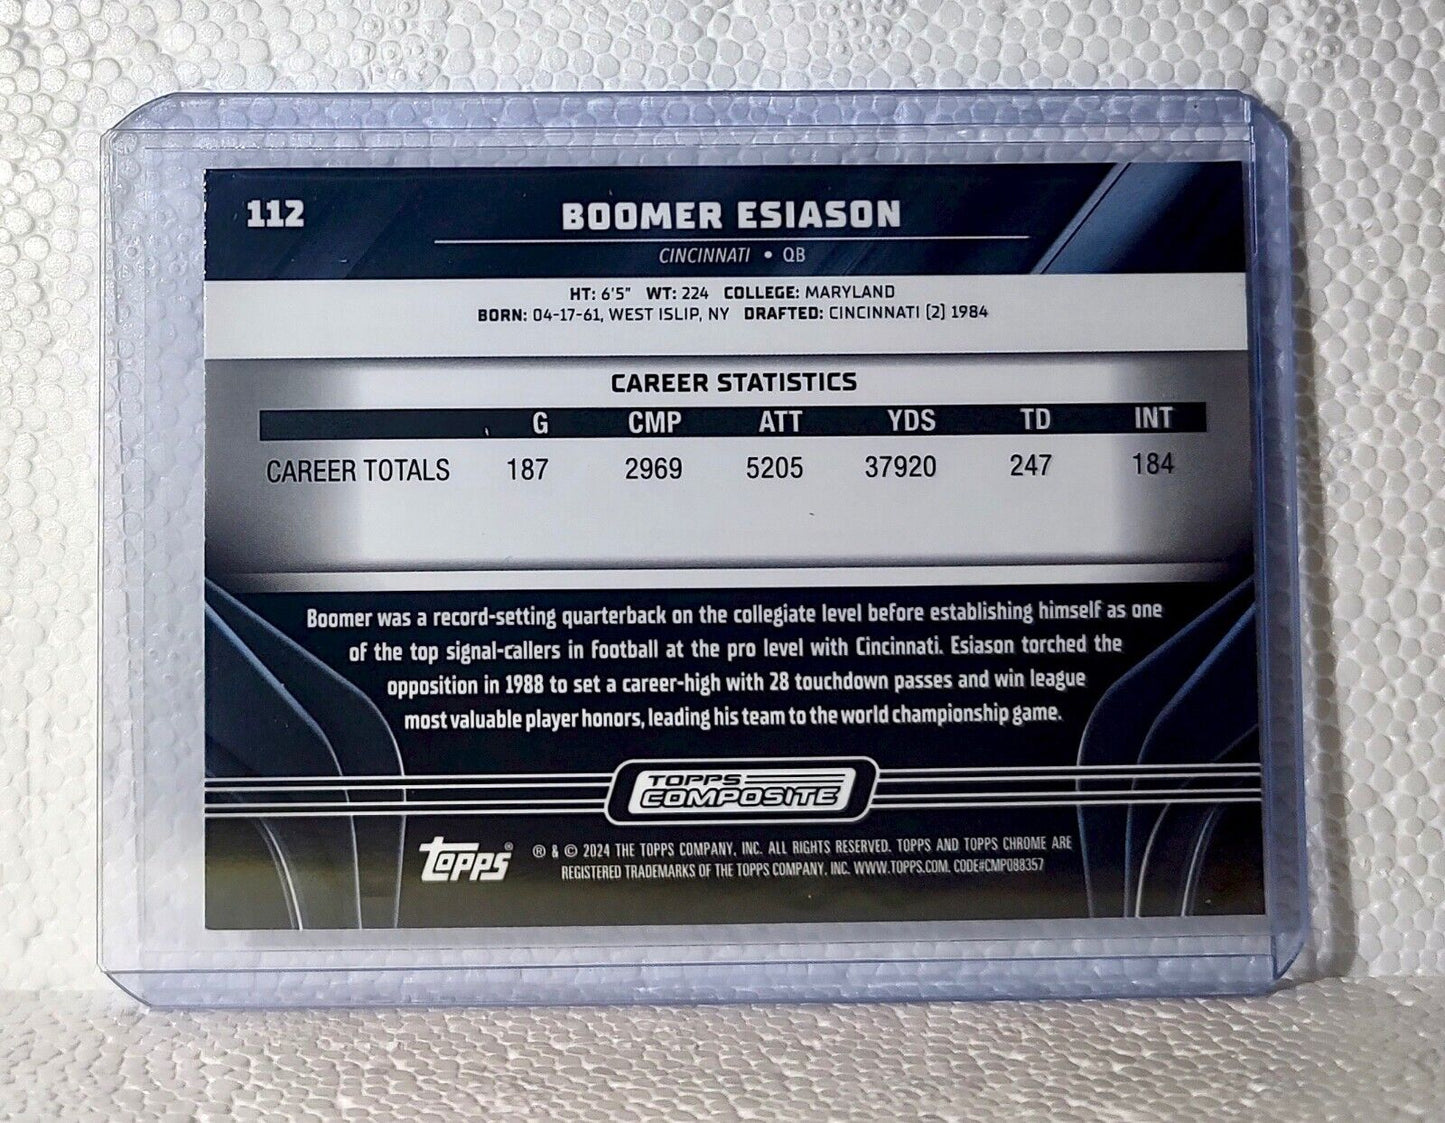 112
BOOMER ESIASON
CINCINNATI • QB
HT: 6'5" WT: 224 COLLEGE: MARYLAND
BORN: 04-17-61, WEST ISLIP, NY DRAFTED: CINCINNATI (2) 1984
CAREER STATISTICS
G CMP ATT YDS TD INT
CAREER TOTALS 187 2969 5205 37920 247 184
Boomer was a record-setting quarterback on the collegiate level before establishing himself as one
of the top signal-callers in football at the pro level with Cincinnati. Esiason torched the
opposition in 1988 to set a career-high with 28 touchdown passes and win league
most valuable player honors, leading his team to the world championship game.
TOPPS
COMPOSITE
topps® ® & © 2024 THE TOPPS COMPANY, INC. ALL RIGHTS RESERVED. TOPPS AND TOPPS CHROME ARE
REGISTERED TRADEMARKS OF THE TOPPS COMPANY, INC. WWW.TOPPS.COM. CODE#CMP088357